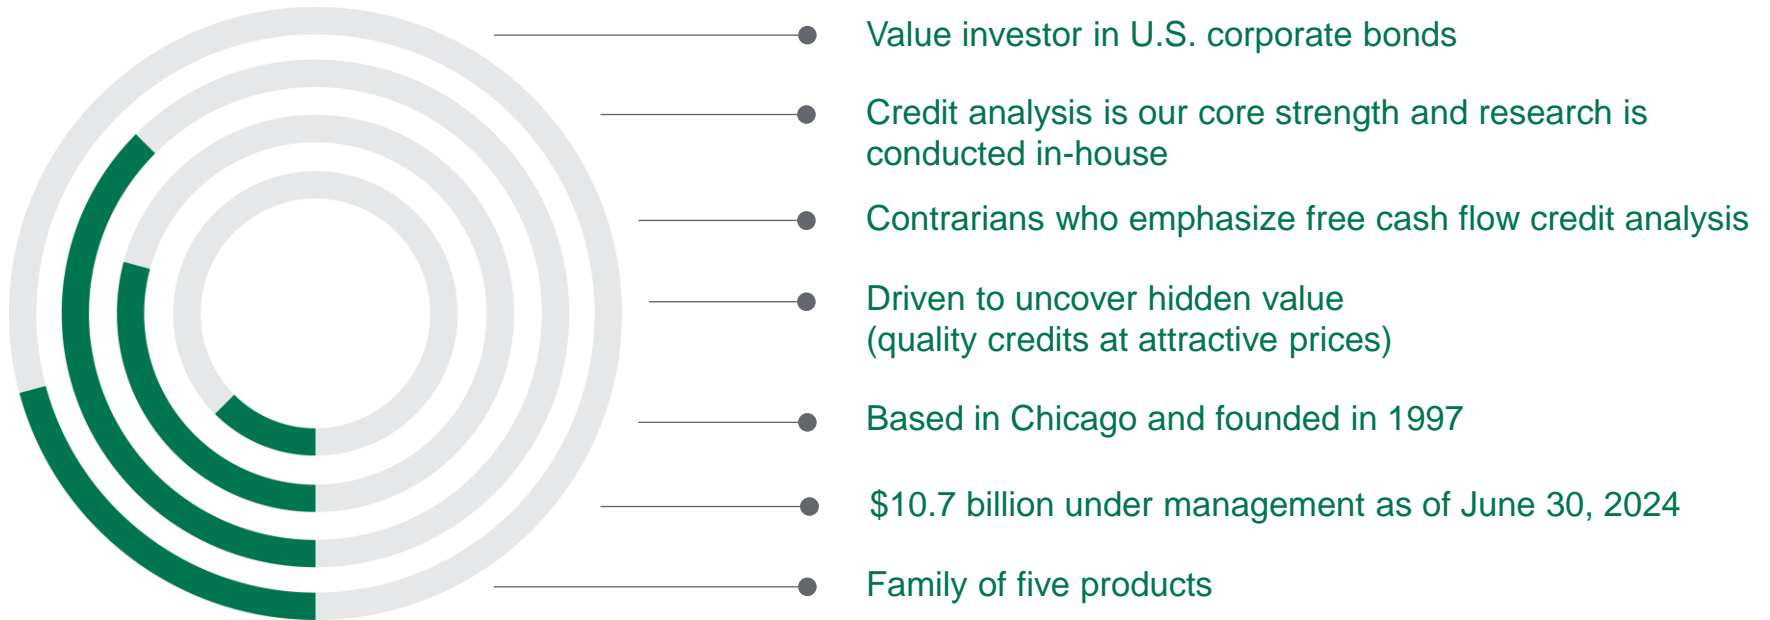 Value investor in U.S. corporate bonds
Credit analysis is our core strength and research is
conducted in-house
Contrarians who emphasize free cash flow credit analysis
Driven to uncover hidden value
(quality credits at attractive prices)
Based in Chicago and founded in 1997
$10.7 billion under management as of June 30, 2024
Family of five products